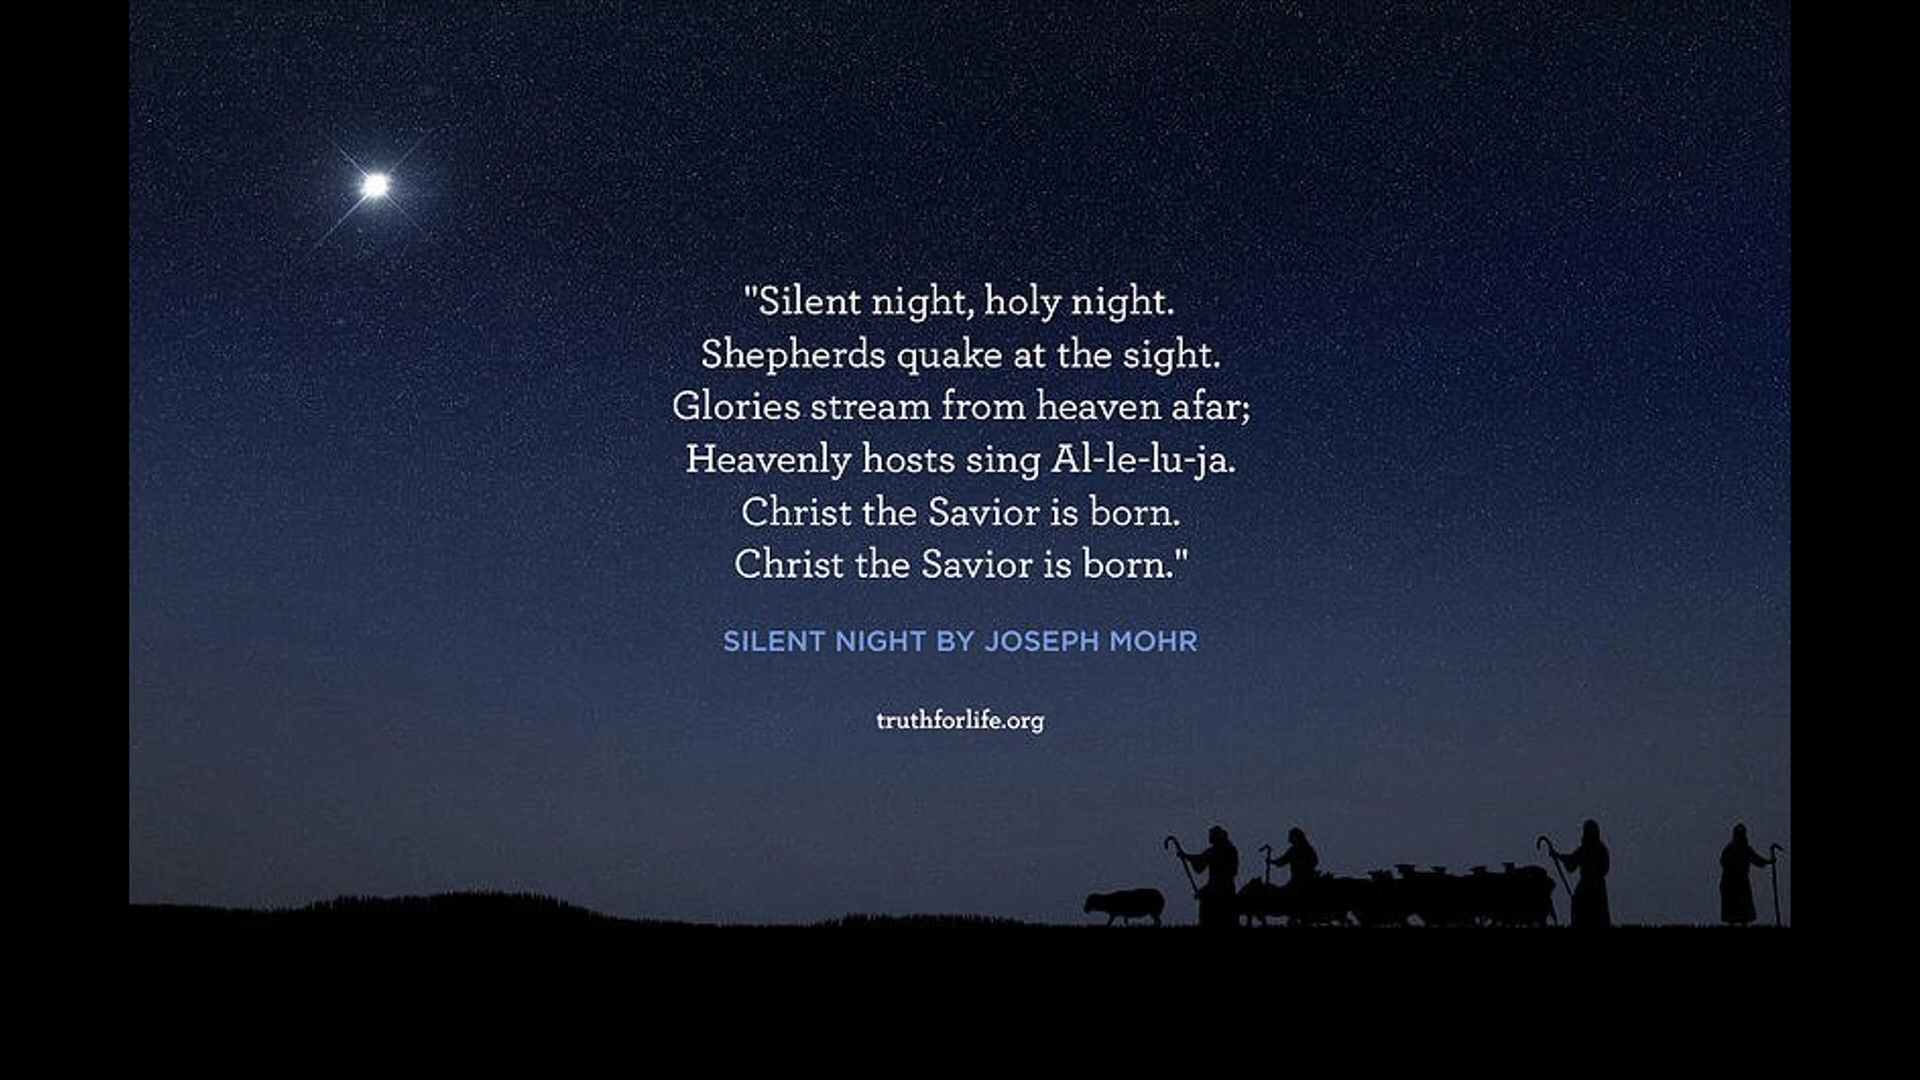 "Silent night, holy night.
Shepherds quake at the sight.
Glories stream from heaven afar;
Heavenly hosts sing Al-le-lu-ja.
Christ the Savior is born.
Christ the Savior is born."
SILENT NIGHT BY JOSEPH MOHR
truthforlife.org